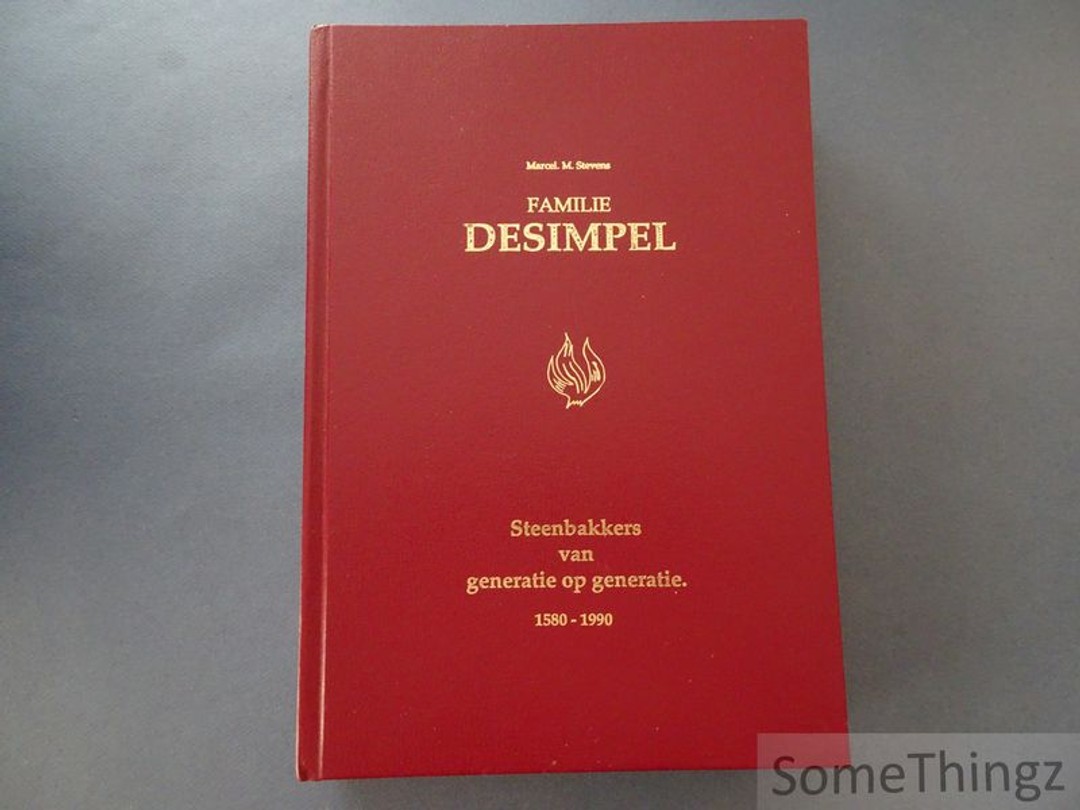 Marcel. M. Stevens
FAMILIE
DESIMPEL
Steenbakkers
van
generatie op generatie.
1580 - 1990
SomeThingz